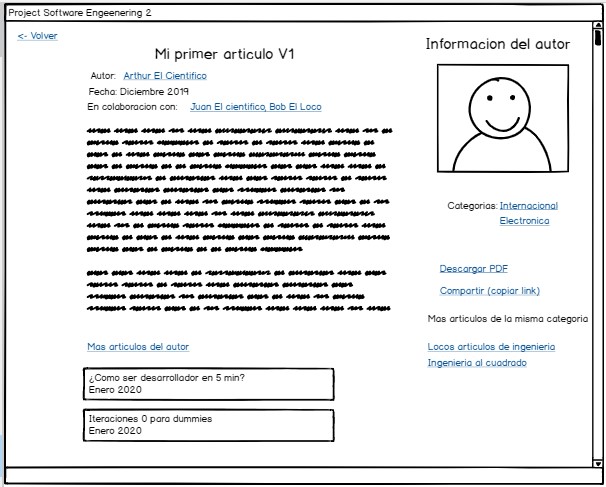 Project Software Engeenering 2
<- Volver
Mi primer articulo V1
Autor: Arthur El Cientifico
Fecha: Diciembre 2019
En colaboracion con: Juan El cientifico, Bob El Loco
Mas articulos del autor
¿Como ser desarrollador en 5 min?
Enero 2020
Iteraciones 0 para dummies
Enero 2020
Informacion del autor
Categorias: Internacional
Electronica
Descargar PDF
Compartir (copiar link)
Mas articulos de la misma categoria
Locos articulos de ingenieria
Ingenieria al cuadrado